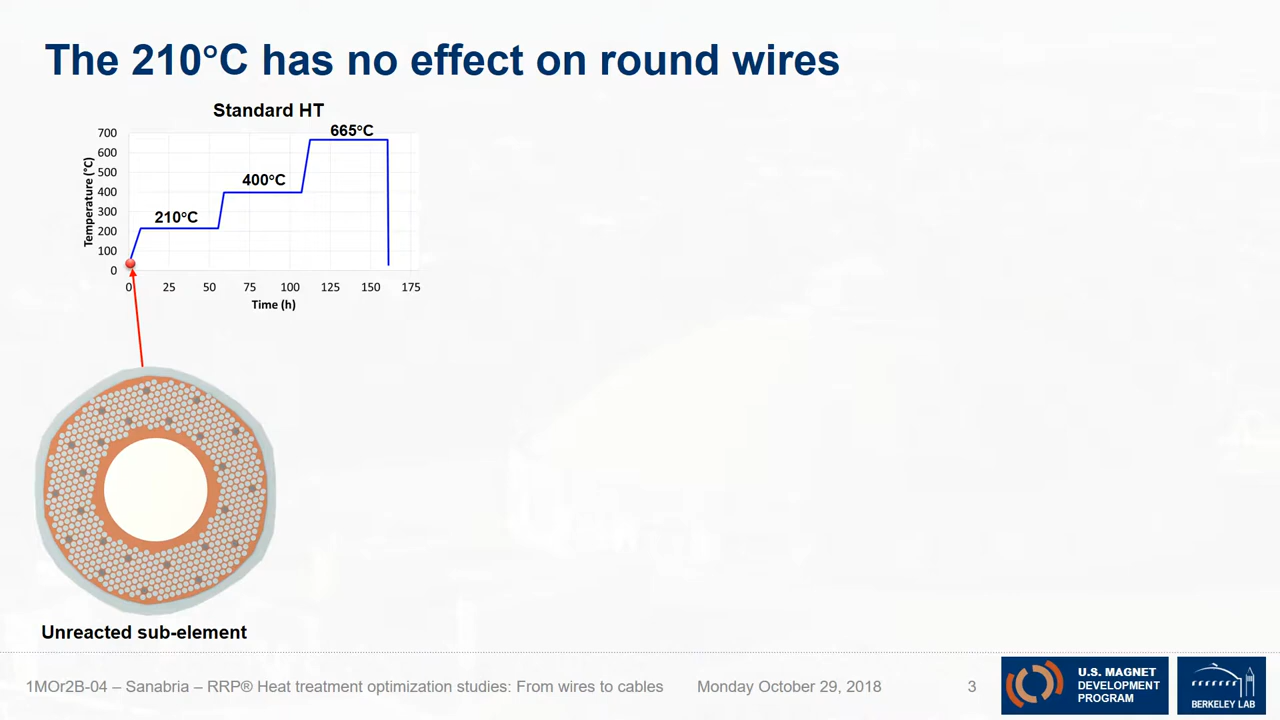 The 210°C has no effect on round wires
Standard HT
700
600
500
400
300
200
100
0
Temperature (°C)
210°C
400°C
665°C
0 25 50 75 100 125 150 175
Time (h)
Unreacted sub-element
1MOr2B-04 – Sanabria – RRP® Heat treatment optimization studies: From wires to cables Monday October 29, 2018 3
U.S. MAGNET
DEVELOPMENT
PROGRAM
BERKELEY LAB